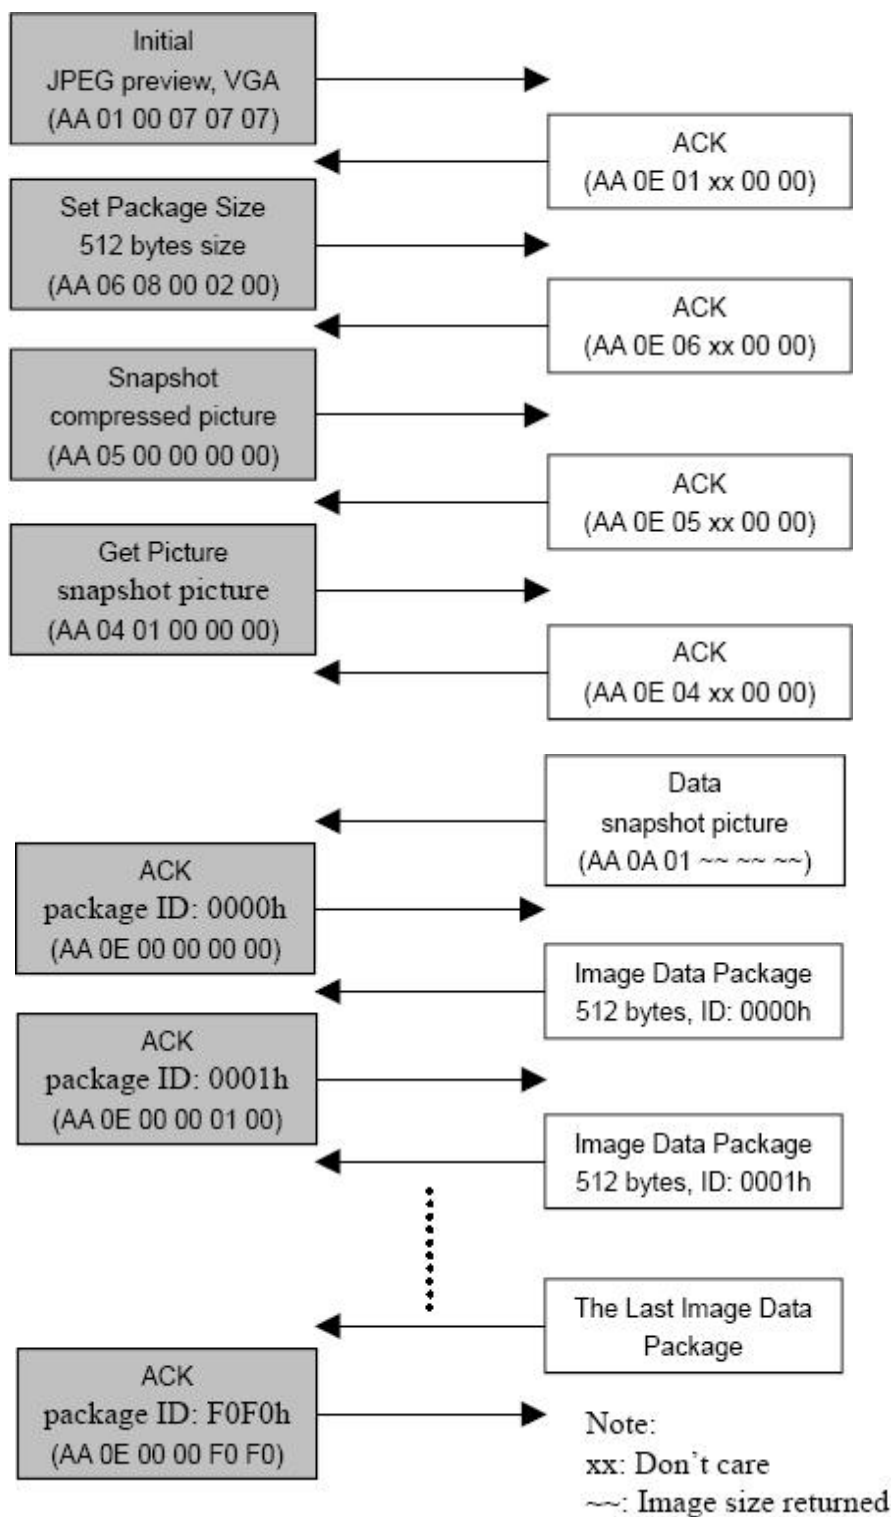 Initial
JPEG preview, VGA
(AA 01 00 07 07 07)
ACK
(AA 0E 01 xx 00 00)
Set Package Size
512 bytes size
(AA 06 08 00 02 00)
ACK
(AA 0E 06 xx 00 00)
Snapshot
compressed picture
(AA 05 00 00 00 00)
ACK
(AA 0E 05 xx 00 00)
Get Picture
snapshot picture
(AA 04 01 00 00 00)
ACK
(AA 0E 04 xx 00 00)
Data
snapshot picture
(AA 0A 01 ~~ ~~ ~~)
ACK
package ID: 0000h
(AA 0E 00 00 00 00)
Image Data Package
512 bytes, ID: 0000h
ACK
package ID: 0001h
(AA 0E 00 00 01 00)
Image Data Package
512 bytes, ID: 0001h
The Last Image Data
Package
ACK
package ID: F0F0h
(AA 0E 00 00 F0 F0)
Note:
xx: Don't care
~~: Image size returned